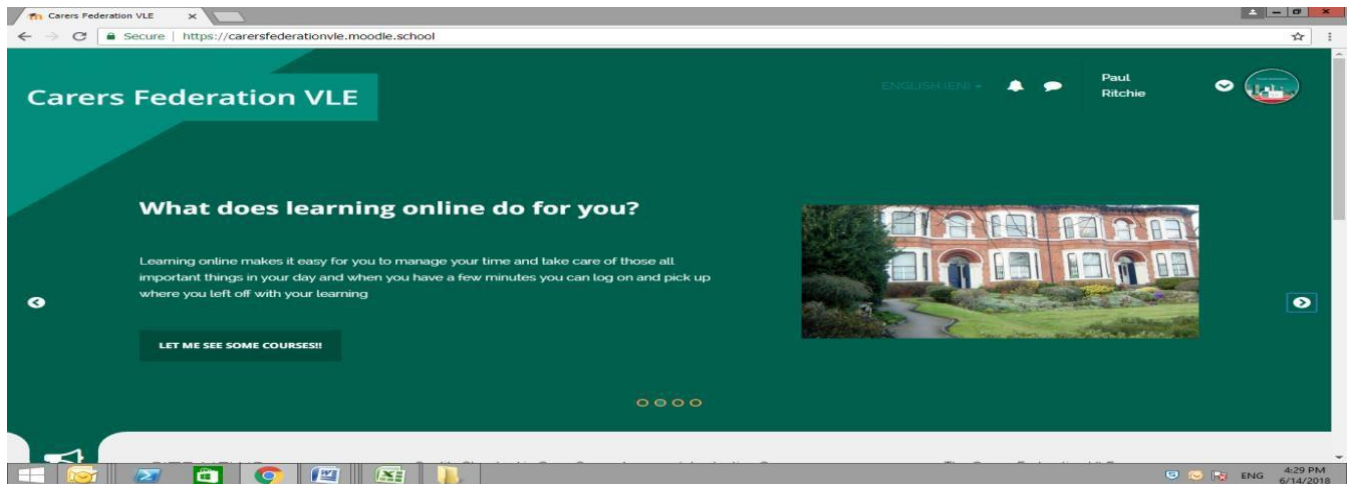 Carers Federation VLE
Secure | https://carersfederationvle.moodle.school
Carers Federation VLE
ENGLISH (EN)
Paul
Ritchie
What does learning online do for you?
Learning online makes it easy for you to manage your time and take care of those all
important things in your day and when you have a few minutes you can log on and pick up
where you left off with your learning
LET ME SEE SOME COURSES!!
ENG
4:29 PM
6/14/2018